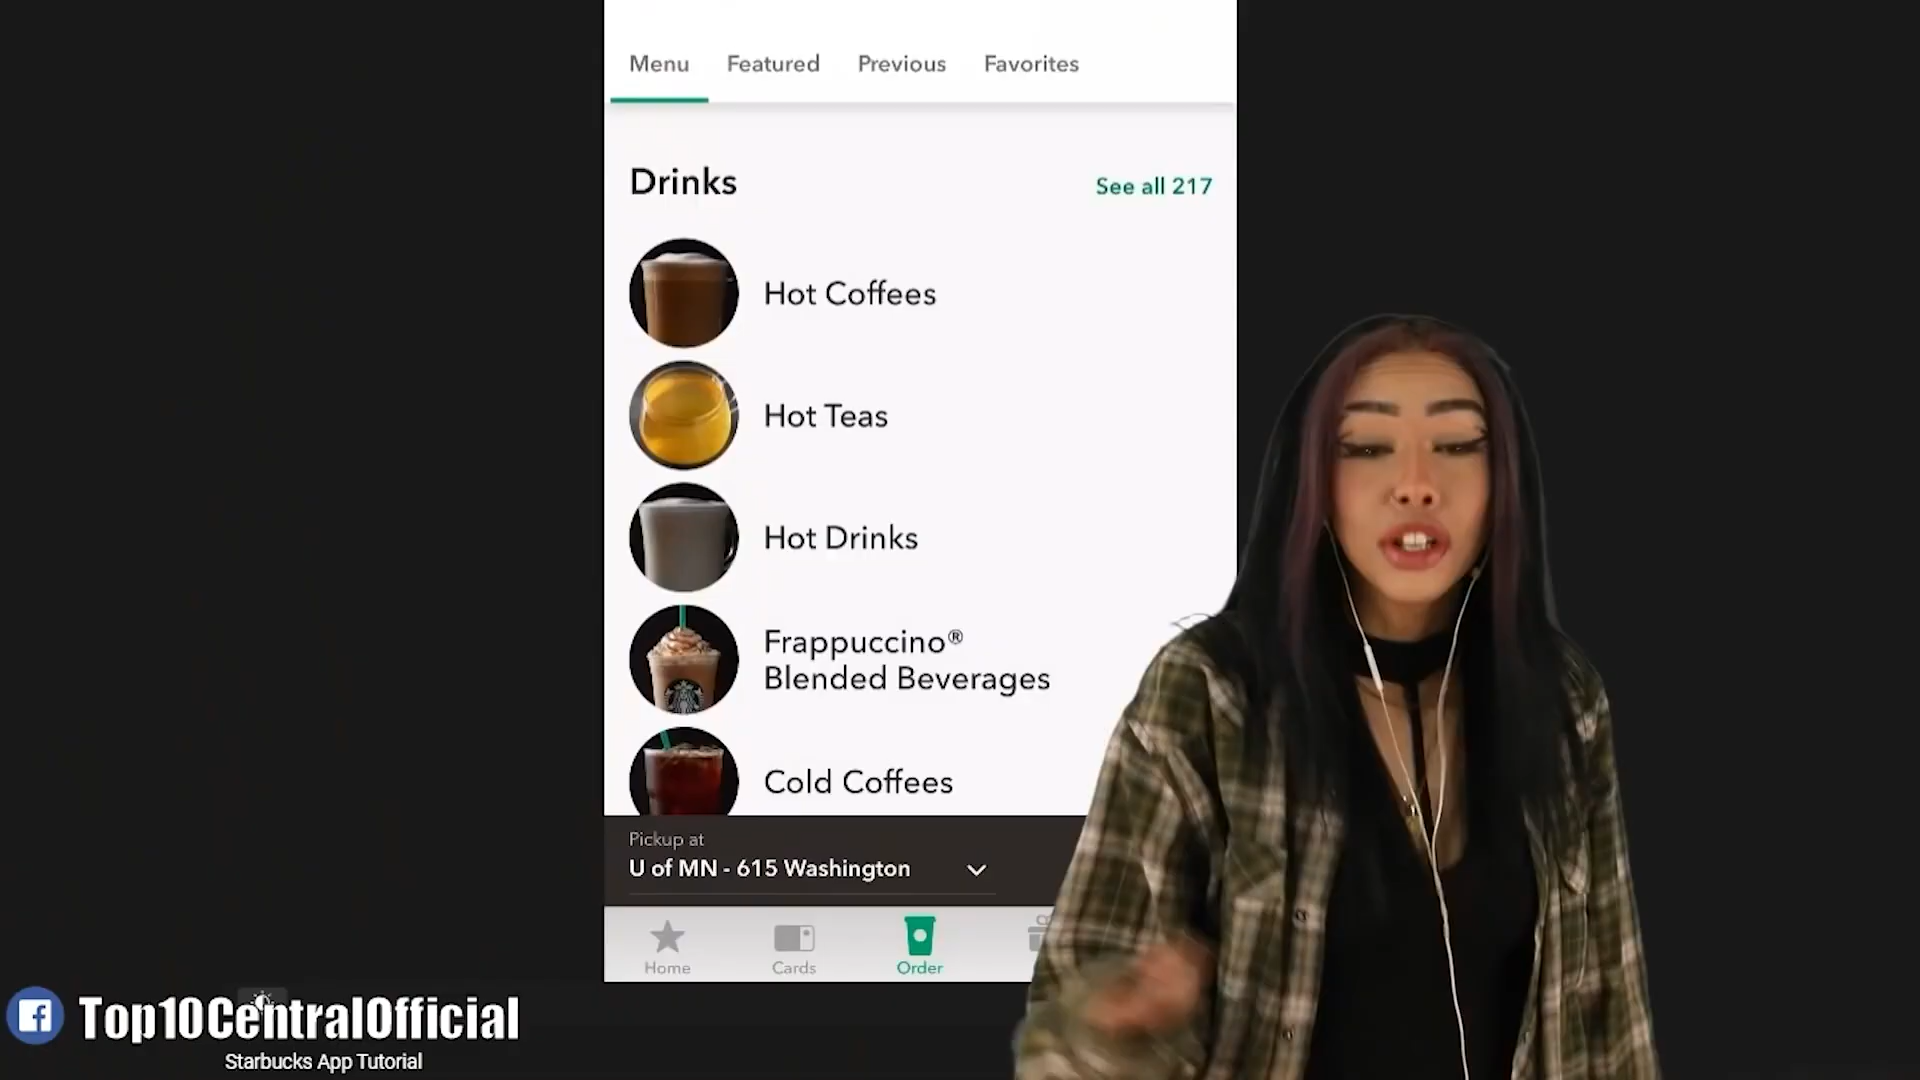 Menu Featured Previous Favorites
Drinks See all 217
Hot Coffees
Hot Teas
Hot Drinks
Frappuccino®
Blended Beverages
Cold Coffees
Pickup at
U of MN - 615 Washington
Home Cards Order
Top10CentralOfficial
Starbucks App Tutorial